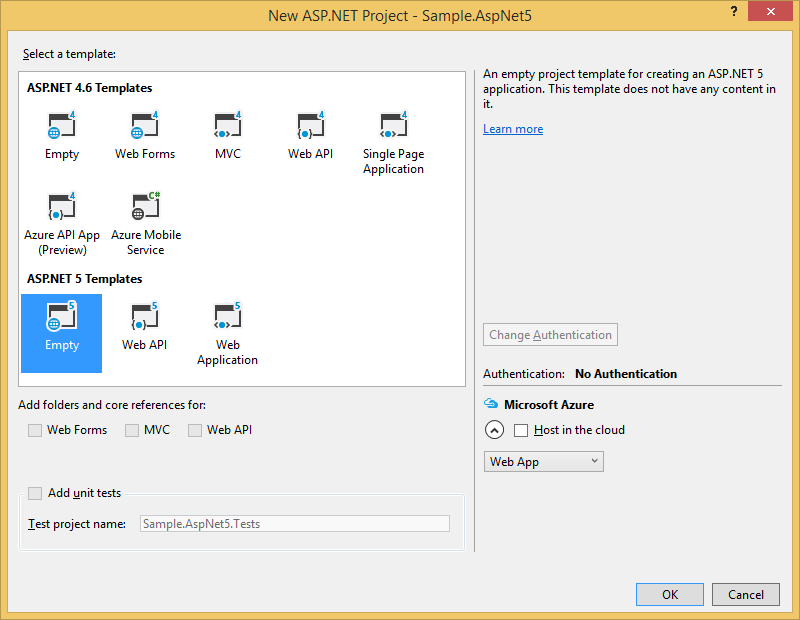 New ASP.NET Project - Sample.AspNet5
?
Select a template:
ASP.NET 4.6 Templates
4 4 4 4 4
Empty Web Forms MVC Web API Single Page
Application
4 C#
Azure API App Azure Mobile
(Preview) Service
ASP.NET 5 Templates
5 5 5
Empty Web API Web
Application
Add folders and core references for:
Web Forms MVC Web API
Add unit tests
Test project name: Sample.AspNet5.Tests
An empty project template for creating an ASP.NET 5
application. This template does not have any content in
it.
Learn more
Change Authentication
Authentication: No Authentication
Microsoft Azure
Host in the cloud
Web App
OK Cancel